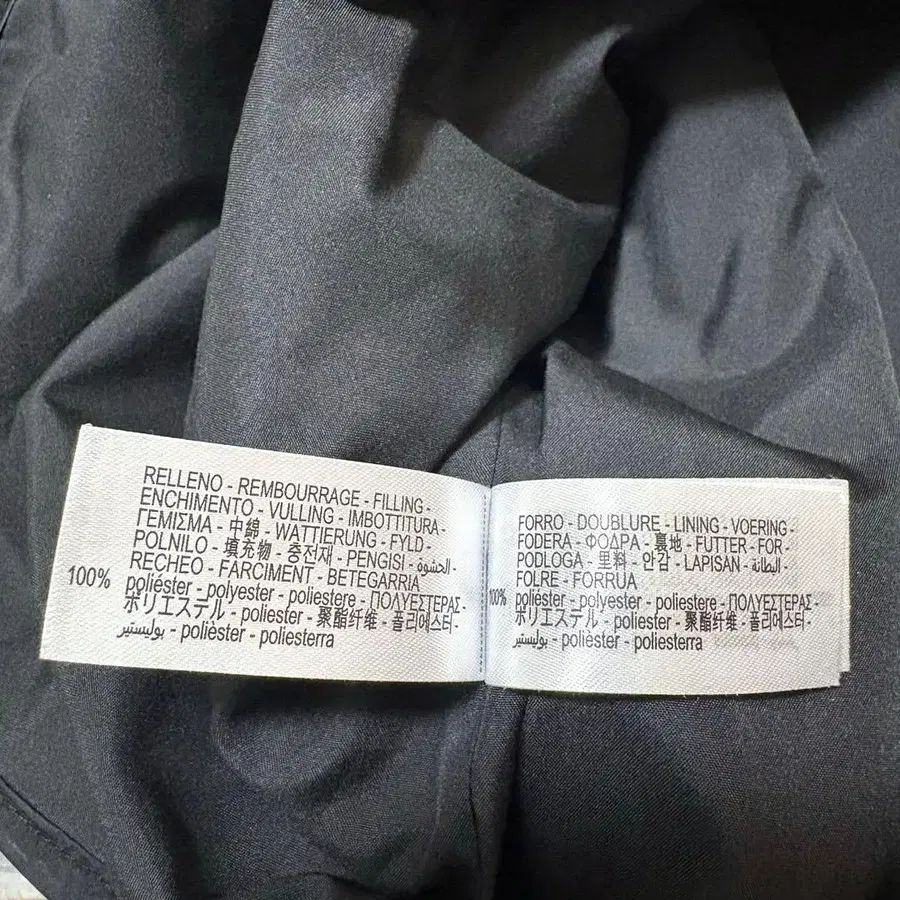 RELLENO - REMBOURRAGE - FILLING -
ENCHIMENTO - VULLING - IMBOTTITURA -
ΓΕΜΙΣΜΑ - 中綿 - WATTIERUNG - FYLD -
POLNILO - 填充物 - 충전재 - PENGISI - الحشوة -
RECHEO - FARCIMENT - BETEGARRIA
100% poliéster - polyester - poliestere - ΠΟΛΥΕΣΤΕΡΑΣ -
ポリエステル - poliester - 聚酯纤维 - 폴리에스터 -
بوليستير - polièster - poliesterra
FORRO - DOUBLURE - LINING - VOERING -
FODERA - ΦΟΔΡΑ - 裏地 - FUTTER - FOR -
PODLOGA - 里料 - 안감 - LAPISAN - البطانة -
FOLRE - FORRUA
100% poliéster - polyester - poliestere - ΠΟΛΥΕΣΤΕΡΑΣ -
ポリエステル - poliester - 聚酯纤维 - 폴리에스터 -
بوليستير - polièster - poliesterra